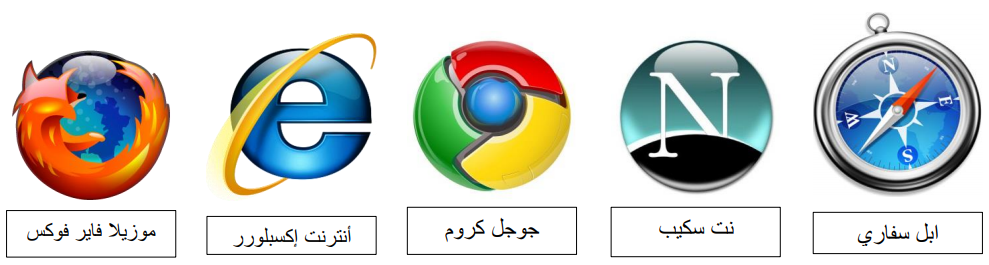 موزيلا فاير فوكس
أنترنت إكسبلورر
جوجل كروم
نت سكيب
ابل سفاري
N
N
E
S
W